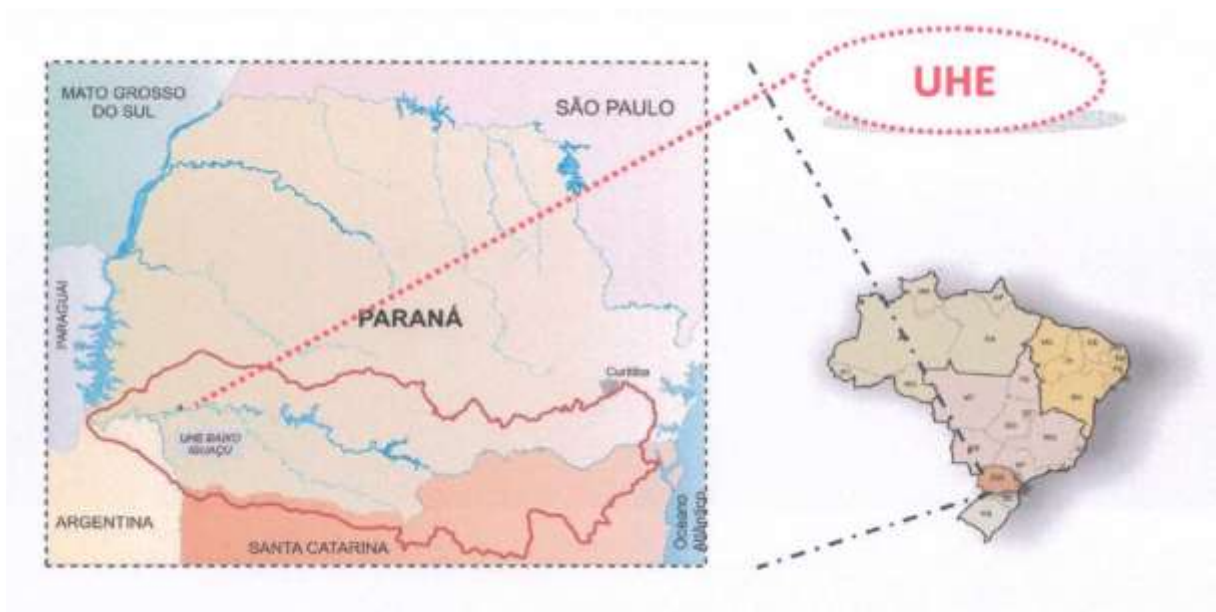 UHE
MATO GROSSO
DO SUL
SÃO PAULO
PARAGUAI
PARANÁ
Curitiba
UHE BAIXO
IGUAÇU
ARGENTINA
SANTA CATARINA
Oceano
Atlântico